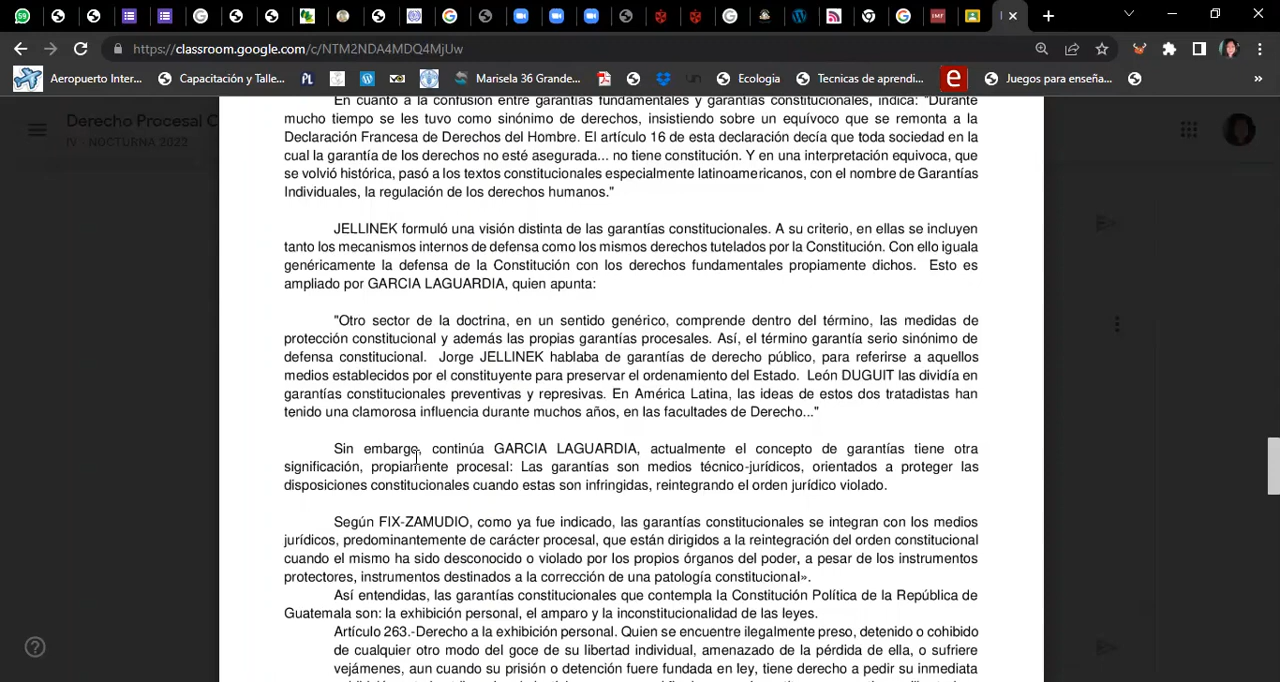 https://classroom.google.com/c/NTM2NDA4MDQ4MjUw
Aeropuerto Inter...
Capacitación y Talle...
Marisela 36 Grande...
Ecologia
Tecnicas de aprendi...
Juegos para enseña...
Derecho Procesal C
IV - NOCTURNA 2022
En cuanto a la confusión entre garantías fundamentales y garantías constitucionales, indica: "Durante
mucho tiempo se les tuvo como sinónimo de derechos, insistiendo sobre un equívoco que se remonta a la
Declaración Francesa de Derechos del Hombre. El artículo 16 de esta declaración decía que toda sociedad en la
cual la garantía de los derechos no esté asegurada... no tiene constitución. Y en una interpretación equivoca, que
se volvió histórica, pasó a los textos constitucionales especialmente latinoamericanos, con el nombre de Garantías
Individuales, la regulación de los derechos humanos."
JELLINEK formuló una visión distinta de las garantías constitucionales. A su criterio, en ellas se incluyen
tanto los mecanismos internos de defensa como los mismos derechos tutelados por la Constitución. Con ello iguala
genéricamente la defensa de la Constitución con los derechos fundamentales propiamente dichos. Esto es
ampliado por GARCIA LAGUARDIA, quien apunta:
"Otro sector de la doctrina, en un sentido genérico, comprende dentro del término, las medidas de
protección constitucional y además las propias garantías procesales. Así, el término garantía serio sinónimo de
defensa constitucional. Jorge JELLINEK hablaba de garantías de derecho público, para referirse a aquellos
medios establecidos por el constituyente para preservar el ordenamiento del Estado. León DUGUIT las dividía en
garantías constitucionales preventivas y represivas. En América Latina, las ideas de estos dos tratadistas han
tenido una clamorosa influencia durante muchos años, en las facultades de Derecho..."
Sin embargo, continúa GARCIA LAGUARDIA, actualmente el concepto de garantías tiene otra
significación, propiamente procesal: Las garantías son medios técnico-jurídicos, orientados a proteger las
disposiciones constitucionales cuando estas son infringidas, reintegrando el orden jurídico violado.
Según FIX-ZAMUDIO, como ya fue indicado, las garantías constitucionales se integran con los medios
jurídicos, predominantemente de carácter procesal, que están dirigidos a la reintegración del orden constitucional
cuando el mismo ha sido desconocido o violado por los propios órganos del poder, a pesar de los instrumentos
protectores, instrumentos destinados a la corrección de una patología constitucional».
Así entendidas, las garantías constitucionales que contempla la Constitución Política de la República de
Guatemala son: la exhibición personal, el amparo y la inconstitucionalidad de las leyes.
Artículo 263.-Derecho a la exhibición personal. Quien se encuentre ilegalmente preso, detenido o cohibido
de cualquier otro modo del goce de su libertad individual, amenazado de la pérdida de ella, o sufriere
vejámenes, aun cuando su prisión o detención fuere fundada en ley, tiene derecho a pedir su inmediata